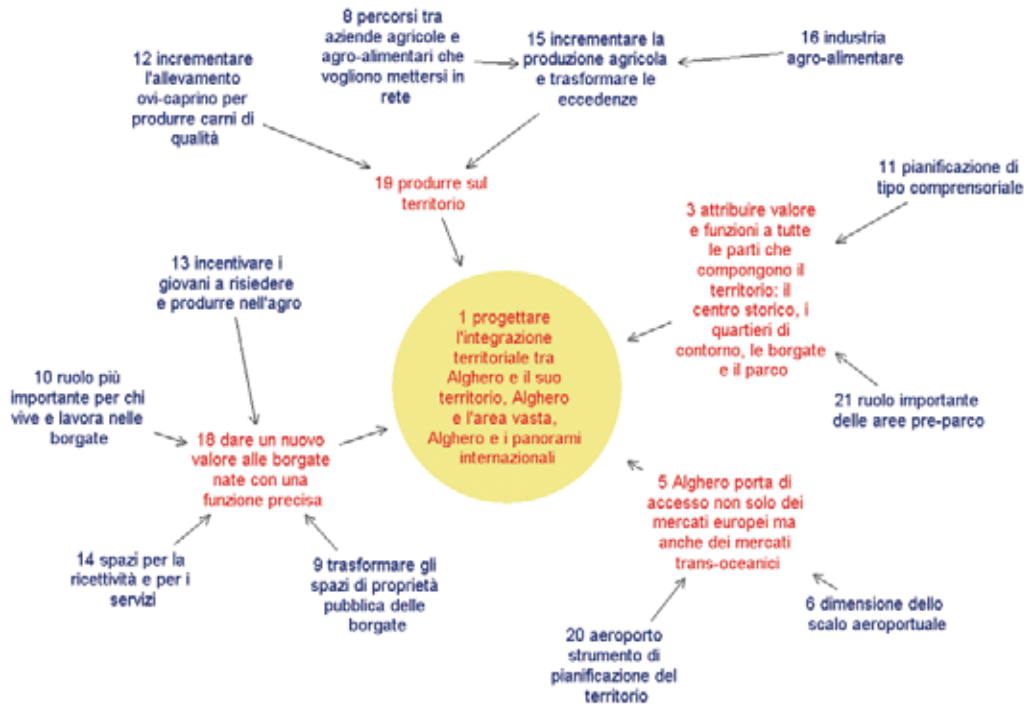 8 percorsi tra
aziende agricole e
agro-alimentari che
vogliono mettersi in
rete
15 incrementare la
produzione agricola
e trasformare le
eccedenze
16 industria
agro-alimentare
12 incrementare
l'allevamento
ovi-caprino per
produrre carni di
qualità
19 produrre sul
territorio
11 pianificazione di
tipo comprensoriale
3 attribuire valore
e funzioni a tutte
le parti che
compongono il
territorio: il
centro storico, i
quartieri di
contorno, le borgate
e il parco
13 incentivare i
giovani a risiedere
e produrre nell'agro
1 progettare
l'integrazione
territoriale tra
Alghero e il suo
territorio, Alghero
e l'area vasta,
Alghero e i panorami
internazionali
10 ruolo più
importante per chi
vive e lavora nelle
borgate
21 ruolo importante
delle aree pre-parco
18 dare un nuovo
valore alle borgate
nate con una
funzione precisa
5 Alghero porta di
accesso non solo dei
mercati europei ma
anche dei mercati
trans-oceanici
14 spazi per la
ricettività e per i
servizi
9 trasformare gli
spazi di proprietà
pubblica delle
borgate
6 dimensione dello
scalo aeroportuale
20 aeroporto
strumento di
pianificazione del
territorio